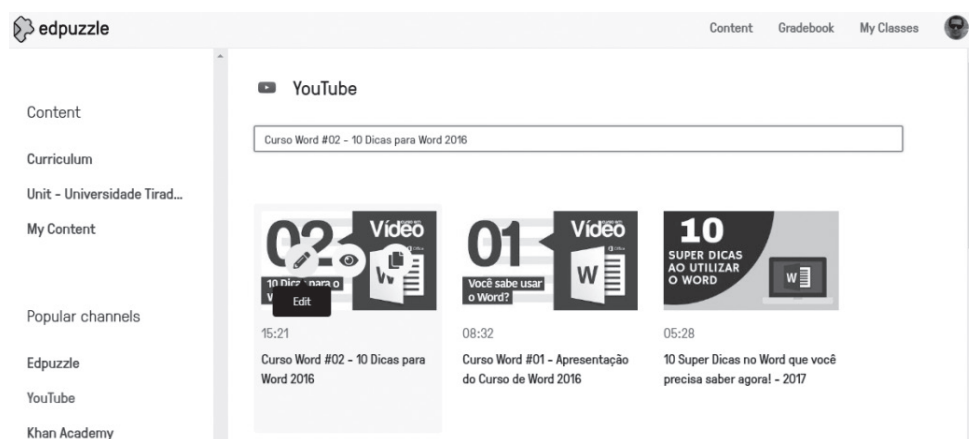 edpuzzle
Content Gradebook My Classes
Content
Curriculum
Unit - Universidade Tirad...
My Content
Popular channels
Edpuzzle
YouTube
Khan Academy
YouTube
Curso Word #02 - 10 Dicas para Word 2016
02
Vídeo
10 Dicas para o
Edit
15:21
Curso Word #02 - 10 Dicas para
Word 2016
01
Vídeo
Você sabe usar
o Word?
W
08:32
Curso Word #01 - Apresentação
do Curso de Word 2016
10
SUPER DICAS
AO UTILIZAR
O WORD
W
05:28
10 Super Dicas no Word que você
precisa saber agora! - 2017